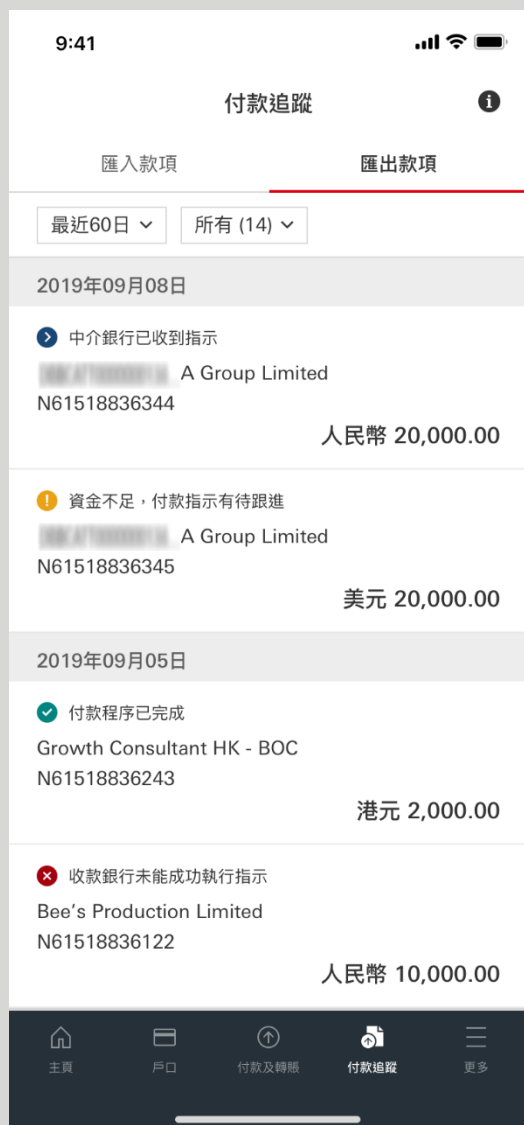 9:41
付款追蹤
匯入款項
匯出款項
最近60日
所有 (14)
2019年09月08日
中介銀行已收到指示
A Group Limited
N61518836344
人民幣 20,000.00
資金不足，付款指示有待跟進
A Group Limited
N61518836345
美元 20,000.00
2019年09月05日
付款程序已完成
Growth Consultant HK - BOC
N61518836243
港元 2,000.00
收款銀行未能成功執行指示
Bee's Production Limited
N61518836122
人民幣 10,000.00
主頁
戶口
付款及轉賬
付款追蹤
更多